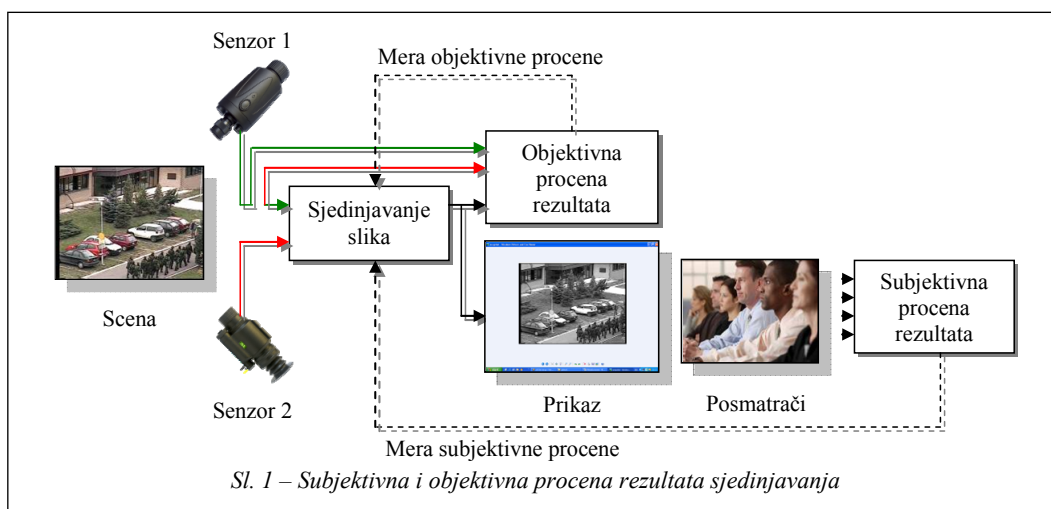 Senzor 1
Mera objektivne procene
Objektivna
procena
rezultata
Sjedinjavanje
slika
Scena
Senzor 2
Prikaz
Posmatrači
Subjektivna
procena
rezultata
Mera subjektivne procene
Sl. 1 – Subjektivna i objektivna procena rezultata sjedinjavanja